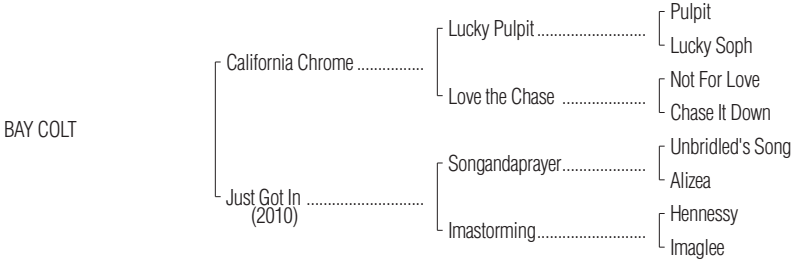 Pulpit
Lucky Pulpit ..........................
Lucky Soph
California Chrome ................
Not For Love
Love the Chase ....................
Chase It Down
BAY COLT
Unbridled's Song
Songandaprayer....................
Alizea
Just Got In ............................
(2010)
Hennessy
Imastorming..........................
Imaglee